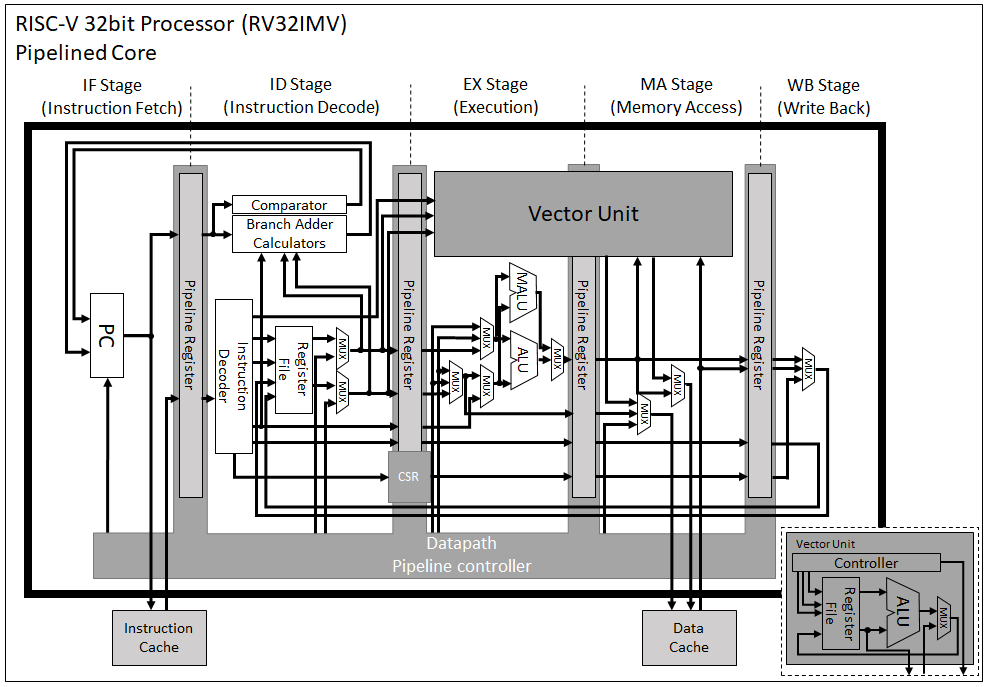 RISC-V 32bit Processor (RV32IMV)
Pipelined Core
IF Stage
(Instruction Fetch)
ID Stage
(Instruction Decode)
EX Stage
(Execution)
MA Stage
(Memory Access)
WB Stage
(Write Back)
Comparator
Branch Adder
Calculators
Vector Unit
PC
Pipeline Register
Instruction
Decoder
Register
File
MUX
MUX
Pipeline Register
CSR
MUX
MUX
MUX
MALU
ALU
MUX
Pipeline Register
MUX
MUX
Pipeline Register
MUX
Datapath
Pipeline controller
Instruction
Cache
Data
Cache
Vector Unit
Controller
Register
File
ALU
MUX